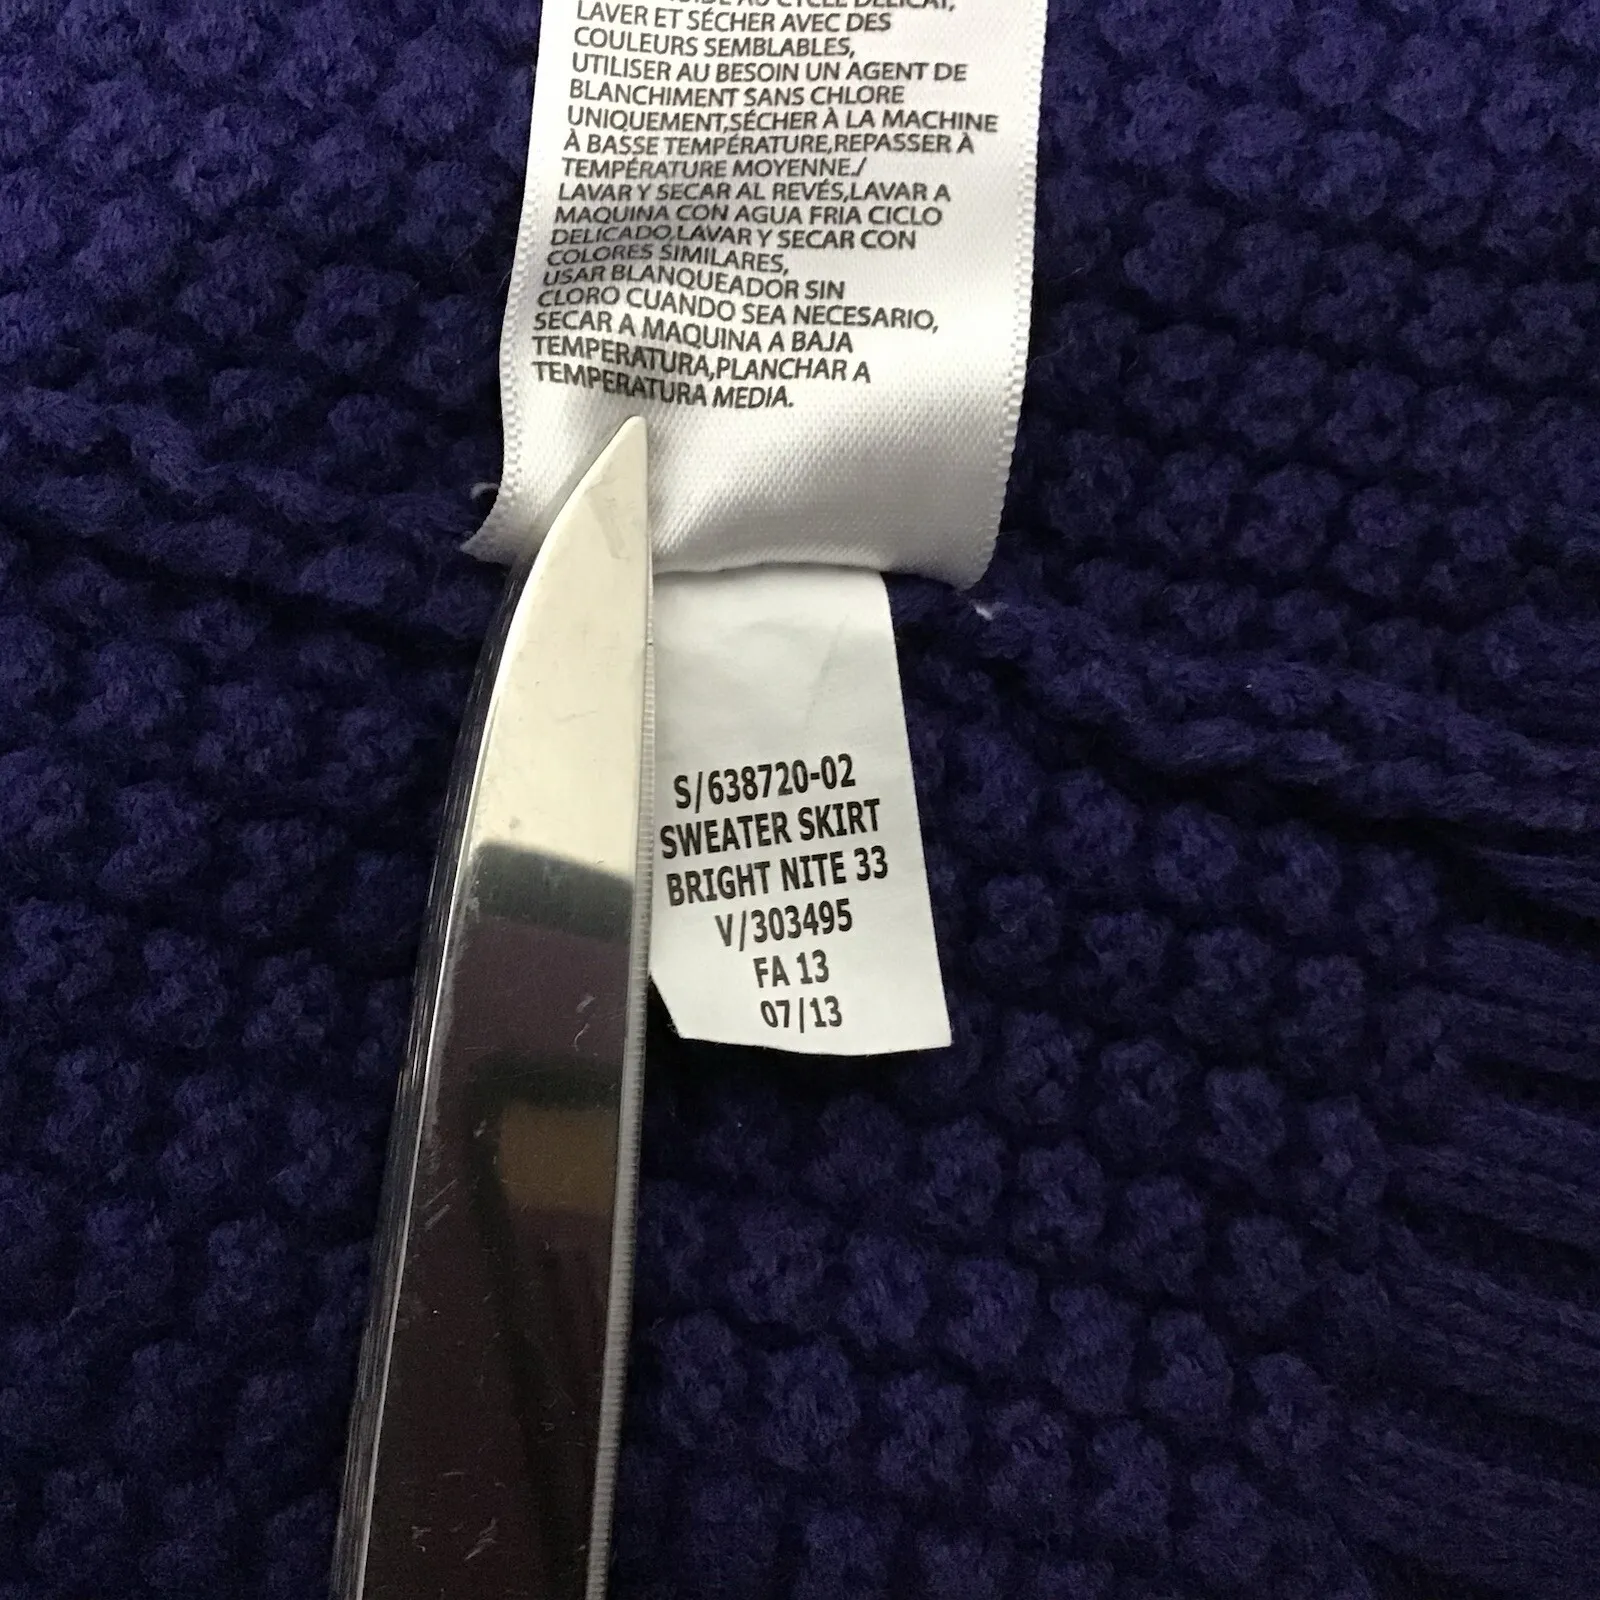 AU CYCLE DÉLICAT,
LAVER ET SÉCHER AVEC DES
COULEURS SEMBLABLES,
UTILISER AU BESOIN UN AGENT DE
BLANCHIMENT SANS CHLORE
UNIQUEMENT,SÉCHER À LA MACHINE
À BASSE TEMPÉRATURE,REPASSER À
TEMPÉRATURE MOYENNE./
LAVAR Y SECAR AL REVÉS,LAVAR A
MAQUINA CON AGUA FRIA CICLO
DELICADO,LAVAR Y SECAR CON
COLORES SIMILARES,
USAR BLANQUEADOR SIN
CLORO CUANDO SEA NECESARIO,
SECAR A MAQUINA A BAJA
TEMPERATURA,PLANCHAR A
TEMPERATURA MEDIA.
S/638720-02
SWEATER SKIRT
BRIGHT NITE 33
V/303495
FA 13
07/13